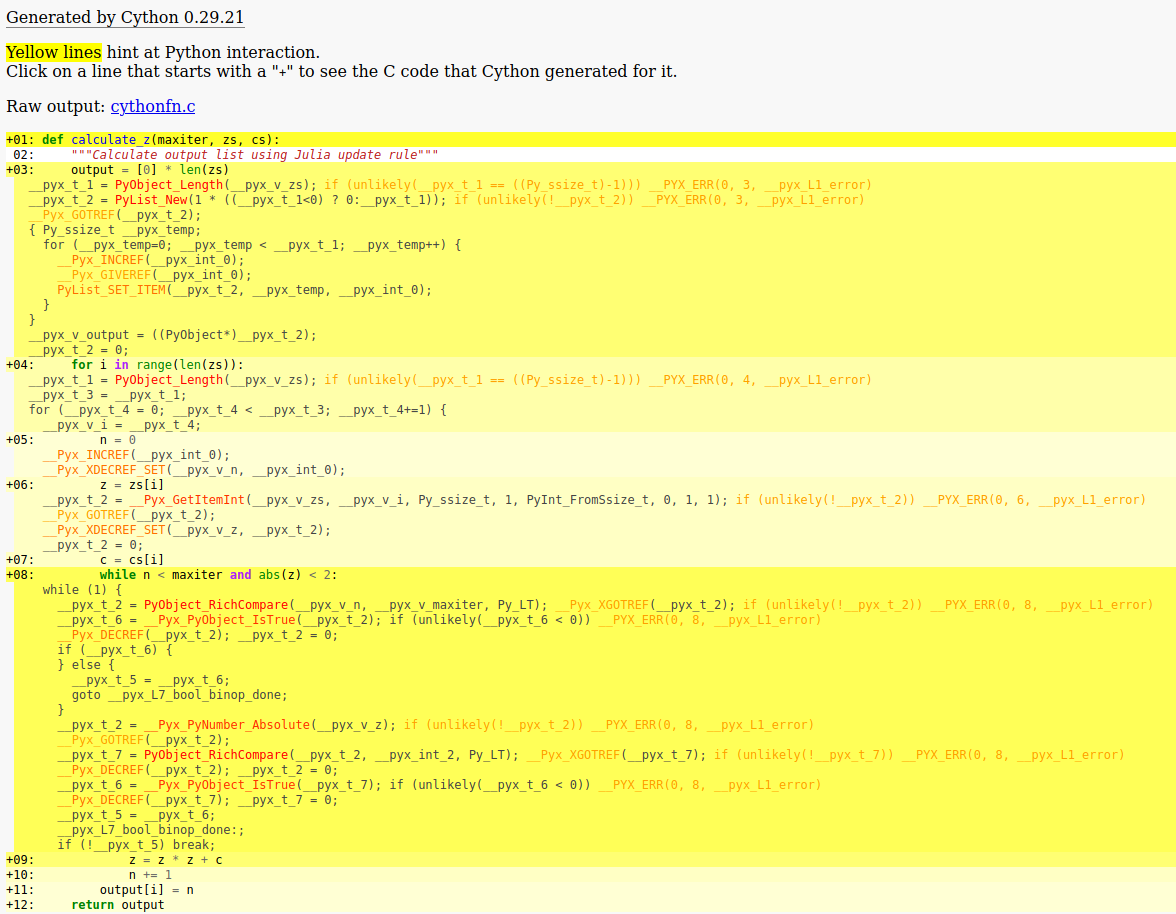 Generated by Cython 0.29.21
Yellow lines hint at Python interaction.
Click on a line that starts with a "+" to see the C code that Cython generated for it.
Raw output: cythonfn.c
+01: def calculate_z(maxiter, zs, cs):
 02:     """Calculate output list using Julia update rule"""
+03:     output = [0] * len(zs)
   __pyx_t_1 = PyObject_Length(__pyx_v_zs); if (unlikely(__pyx_t_1 == ((Py_ssize_t)-1))) __PYX_ERR(0, 3, __pyx_L1_error)
   __pyx_t_2 = PyList_New(1 * ((__pyx_t_1<0) ? 0:__pyx_t_1)); if (unlikely(!__pyx_t_2)) __PYX_ERR(0, 3, __pyx_L1_error)
   __Pyx_GOTREF(__pyx_t_2);
   { Py_ssize_t __pyx_temp;
     for (__pyx_temp=0; __pyx_temp < __pyx_t_1; __pyx_temp++) {
       __Pyx_INCREF(__pyx_int_0);
       __Pyx_GIVEREF(__pyx_int_0);
       PyList_SET_ITEM(__pyx_t_2, __pyx_temp, __pyx_int_0);
     }
   }
   __pyx_v_output = ((PyObject*)__pyx_t_2);
   __pyx_t_2 = 0;
+04:     for i in range(len(zs)):
   __pyx_t_1 = PyObject_Length(__pyx_v_zs); if (unlikely(__pyx_t_1 == ((Py_ssize_t)-1))) __PYX_ERR(0, 4, __pyx_L1_error)
   __pyx_t_3 = __pyx_t_1;
   for (__pyx_t_4 = 0; __pyx_t_4 < __pyx_t_3; __pyx_t_4+=1) {
     __pyx_v_i = __pyx_t_4;
+05:         n = 0
     __Pyx_INCREF(__pyx_int_0);
     __Pyx_XDECREF_SET(__pyx_v_n, __pyx_int_0);
+06:         z = zs[i]
     __pyx_t_2 = __Pyx_GetItemInt(__pyx_v_zs, __pyx_v_i, Py_ssize_t, 1, PyInt_FromSsize_t, 0, 1, 1); if (unlikely(!__pyx_t_2)) __PYX_ERR(0, 6, __pyx_L1_error)
     __Pyx_GOTREF(__pyx_t_2);
     __Pyx_XDECREF_SET(__pyx_v_z, __pyx_t_2);
     __pyx_t_2 = 0;
+07:         c = cs[i]
+08:         while n < maxiter and abs(z) < 2:
     while (1) {
       __pyx_t_2 = PyObject_RichCompare(__pyx_v_n, __pyx_v_maxiter, Py_LT); __Pyx_XGOTREF(__pyx_t_2); if (unlikely(!__pyx_t_2)) __PYX_ERR(0, 8, __pyx_L1_error)
       __pyx_t_6 = __Pyx_PyObject_IsTrue(__pyx_t_2); if (unlikely(__pyx_t_6 < 0)) __PYX_ERR(0, 8, __pyx_L1_error)
       __Pyx_DECREF(__pyx_t_2); __pyx_t_2 = 0;
       if (__pyx_t_6) {
       } else {
         __pyx_t_5 = __pyx_t_6;
         goto __pyx_L7_bool_binop_done;
       }
       __pyx_t_2 = __Pyx_PyNumber_Absolute(__pyx_v_z); if (unlikely(!__pyx_t_2)) __PYX_ERR(0, 8, __pyx_L1_error)
       __Pyx_GOTREF(__pyx_t_2);
       __pyx_t_7 = PyObject_RichCompare(__pyx_t_2, __pyx_int_2, Py_LT); __Pyx_XGOTREF(__pyx_t_7); if (unlikely(!__pyx_t_7)) __PYX_ERR(0, 8, __pyx_L1_error)
       __Pyx_DECREF(__pyx_t_2); __pyx_t_2 = 0;
       __pyx_t_6 = __Pyx_PyObject_IsTrue(__pyx_t_7); if (unlikely(__pyx_t_6 < 0)) __PYX_ERR(0, 8, __pyx_L1_error)
       __Pyx_DECREF(__pyx_t_7); __pyx_t_7 = 0;
       __pyx_t_5 = __pyx_t_6;
       __pyx_L7_bool_binop_done:;
       if (!__pyx_t_5) break;
+09:             z = z * z + c
+10:             n += 1
+11:         output[i] = n
+12:     return output